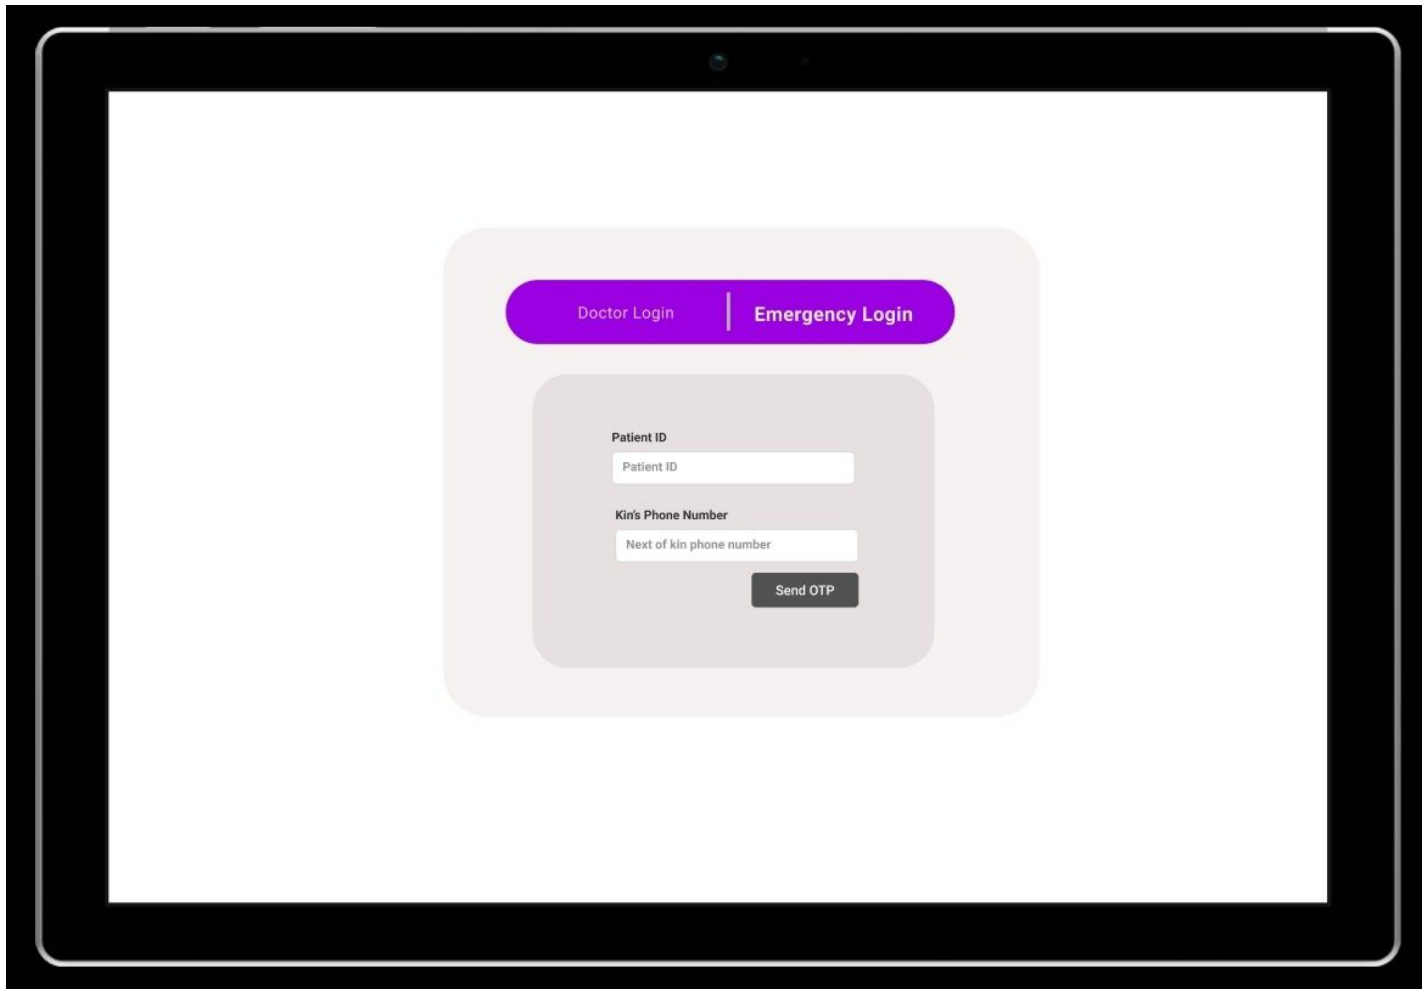 Doctor Login
Emergency Login
Patient ID
Patient ID
Kin's Phone Number
Next of kin phone number
Send OTP